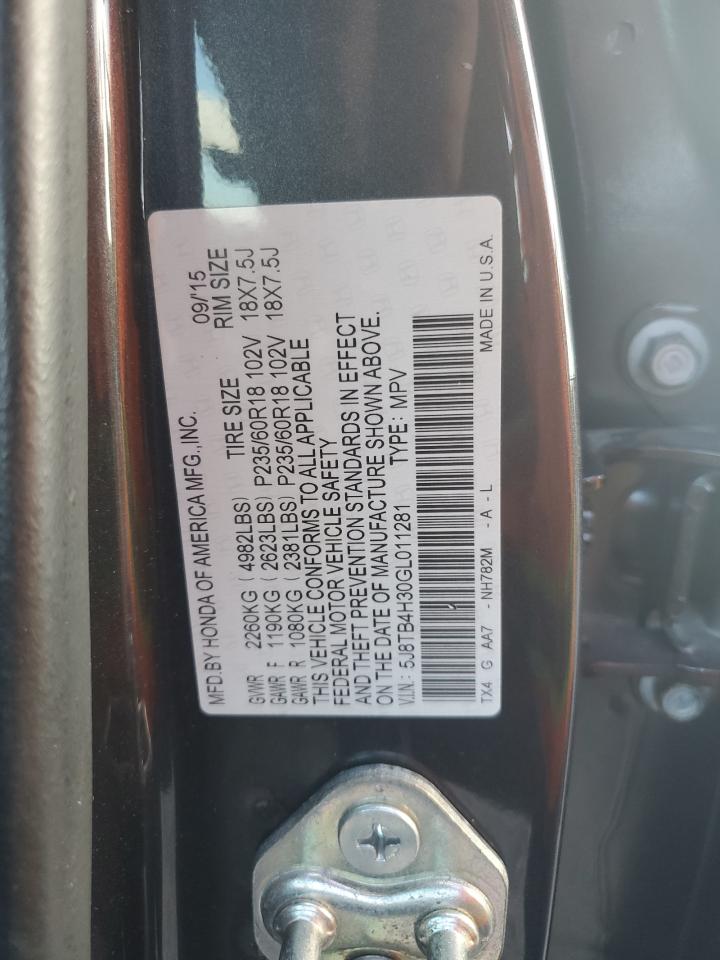 MFD.BY HONDA OF AMERICA MFG.,INC. 09/15
TIRE SIZE RIM SIZE
GVWR 2260KG (4982LBS)
GAWR F 1190KG (2623LBS) P235/60R18 102V 18X7.5J
GAWR R 1080KG (2381LBS) P235/60R18 102V 18X7.5J
THIS VEHICLE CONFORMS TO ALL APPLICABLE
FEDERAL MOTOR VEHICLE SAFETY
AND THEFT PREVENTION STANDARDS IN EFFECT
ON THE DATE OF MANUFACTURE SHOWN ABOVE.
V.I.N.: 5J8TB4H30GL011281 TYPE: MPV
TX4 G AA7 - NH782M - A - L MADE IN U.S.A.